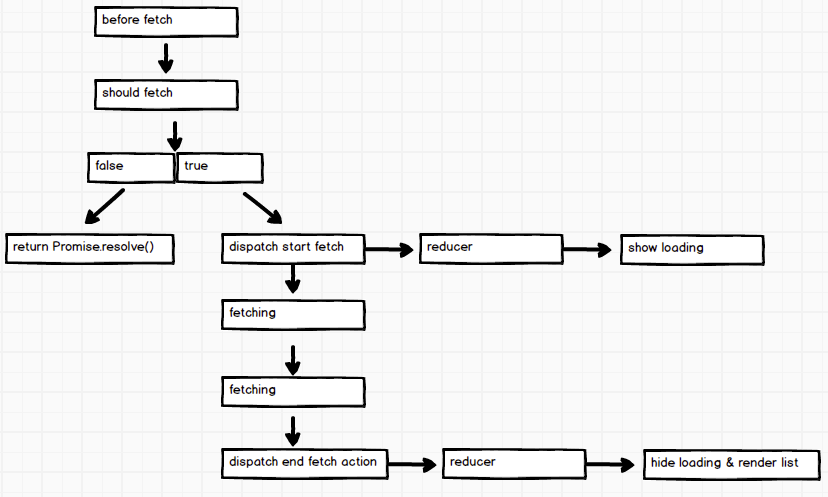 before fetch
should fetch
false
true
return Promise.resolve()
dispatch start fetch
reducer
show loading
fetching
fetching
dispatch end fetch action
reducer
hide loading & render list